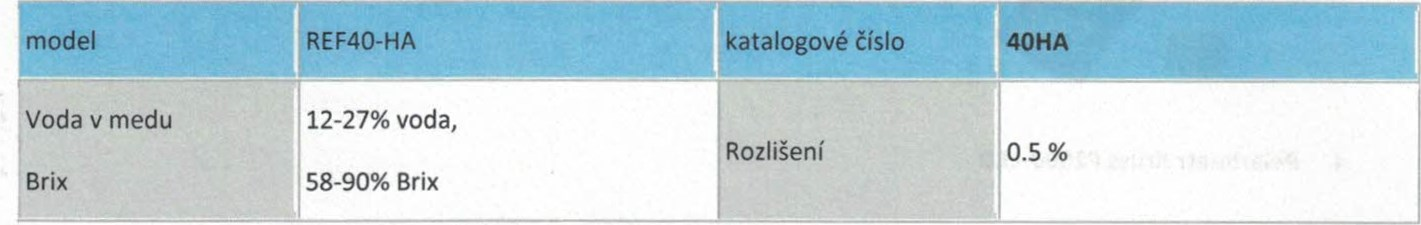 model REF40-HA katalogové číslo 40HA
Voda v medu 12-27% voda,
Rozlišení 0.5 %
Brix 58-90% Brix